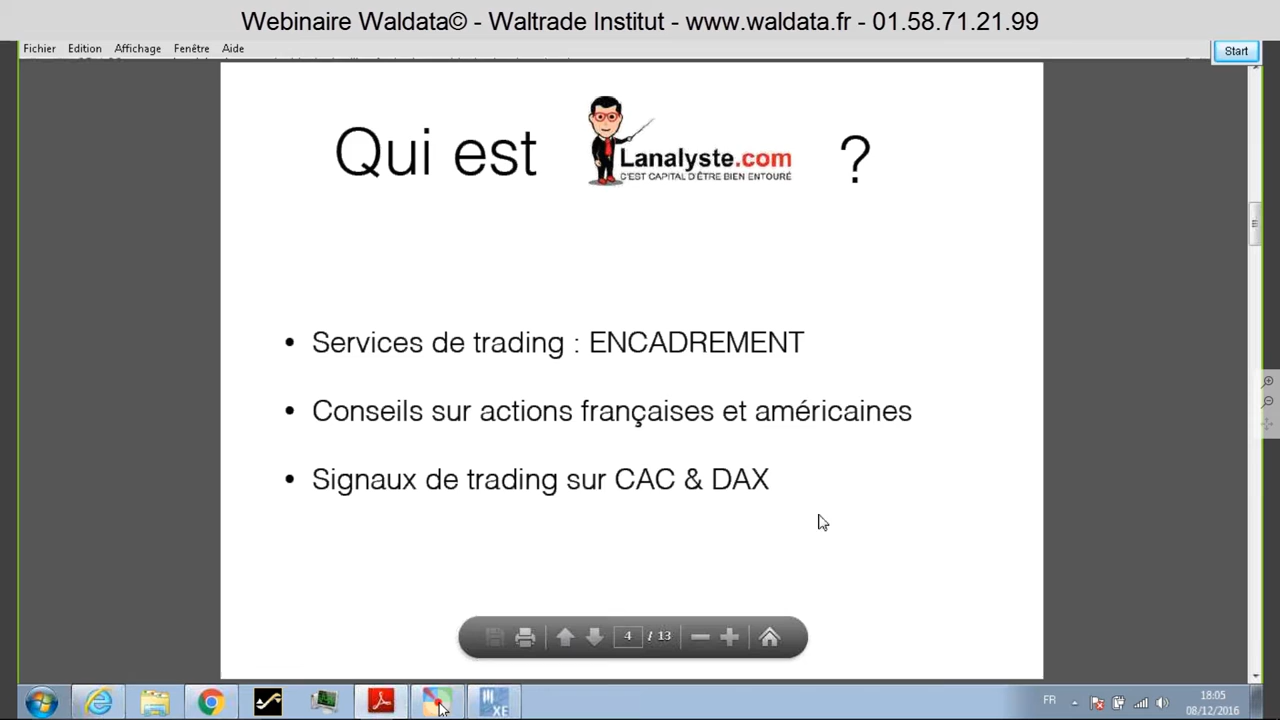 Webinaire Waldata© - Waltrade Institut - www.waldata.fr - 01.58.71.21.99
Fichier Edition Affichage Fenêtre Aide
Start
Qui est Lanalyste.com ?
C'EST CAPITAL D'ÊTRE BIEN ENTOURÉ
• Services de trading : ENCADREMENT
• Conseils sur actions françaises et américaines
• Signaux de trading sur CAC & DAX
4 / 13
XE
FR
18:05
08/12/2016